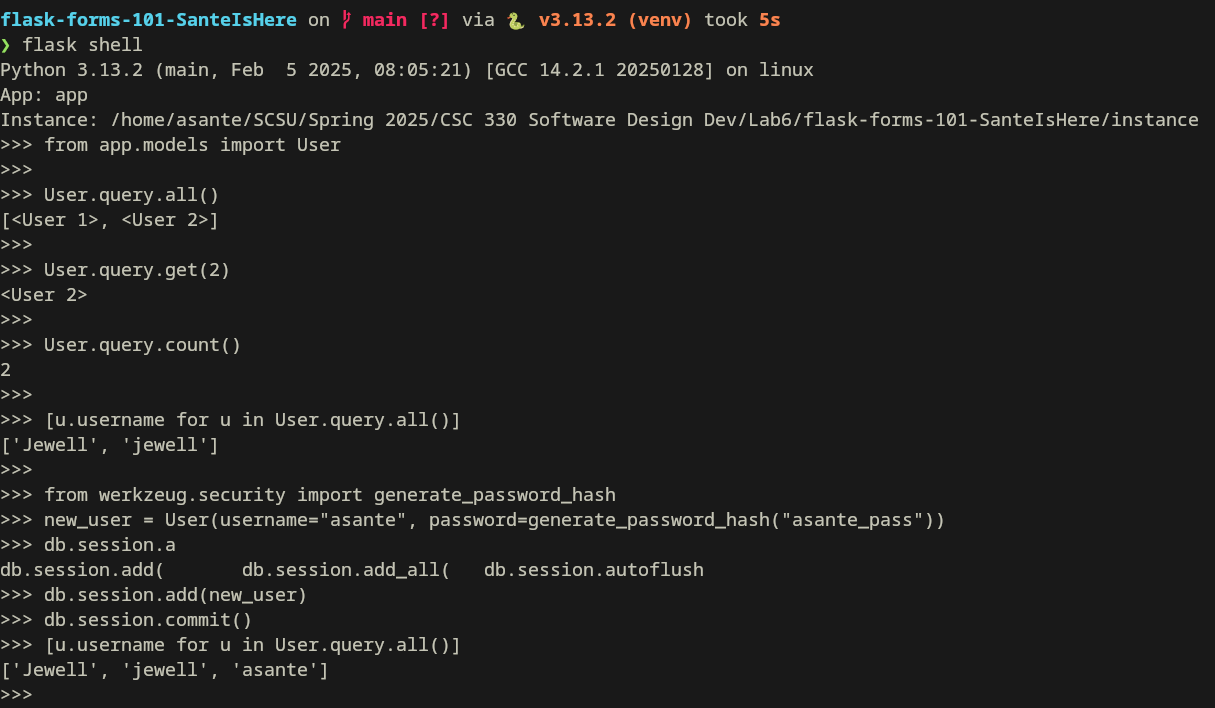 flask-forms-101-SanteIsHere on main [?] via 🐍 v3.13.2 (venv) took 5s
❯ flask shell
Python 3.13.2 (main, Feb  5 2025, 08:05:21) [GCC 14.2.1 20250128] on linux
App: app
Instance: /home/asante/SCSU/Spring 2025/CSC 330 Software Design Dev/Lab6/flask-forms-101-SanteIsHere/instance
>>> from app.models import User
>>>
>>> User.query.all()
[<User 1>, <User 2>]
>>>
>>> User.query.get(2)
<User 2>
>>>
>>> User.query.count()
2
>>>
>>> [u.username for u in User.query.all()]
['Jewell', 'jewell']
>>>
>>> from werkzeug.security import generate_password_hash
>>> new_user = User(username="asante", password=generate_password_hash("asante_pass"))
>>> db.session.a
db.session.add(       db.session.add_all(   db.session.autoflush
>>> db.session.add(new_user)
>>> db.session.commit()
>>> [u.username for u in User.query.all()]
['Jewell', 'jewell', 'asante']
>>>